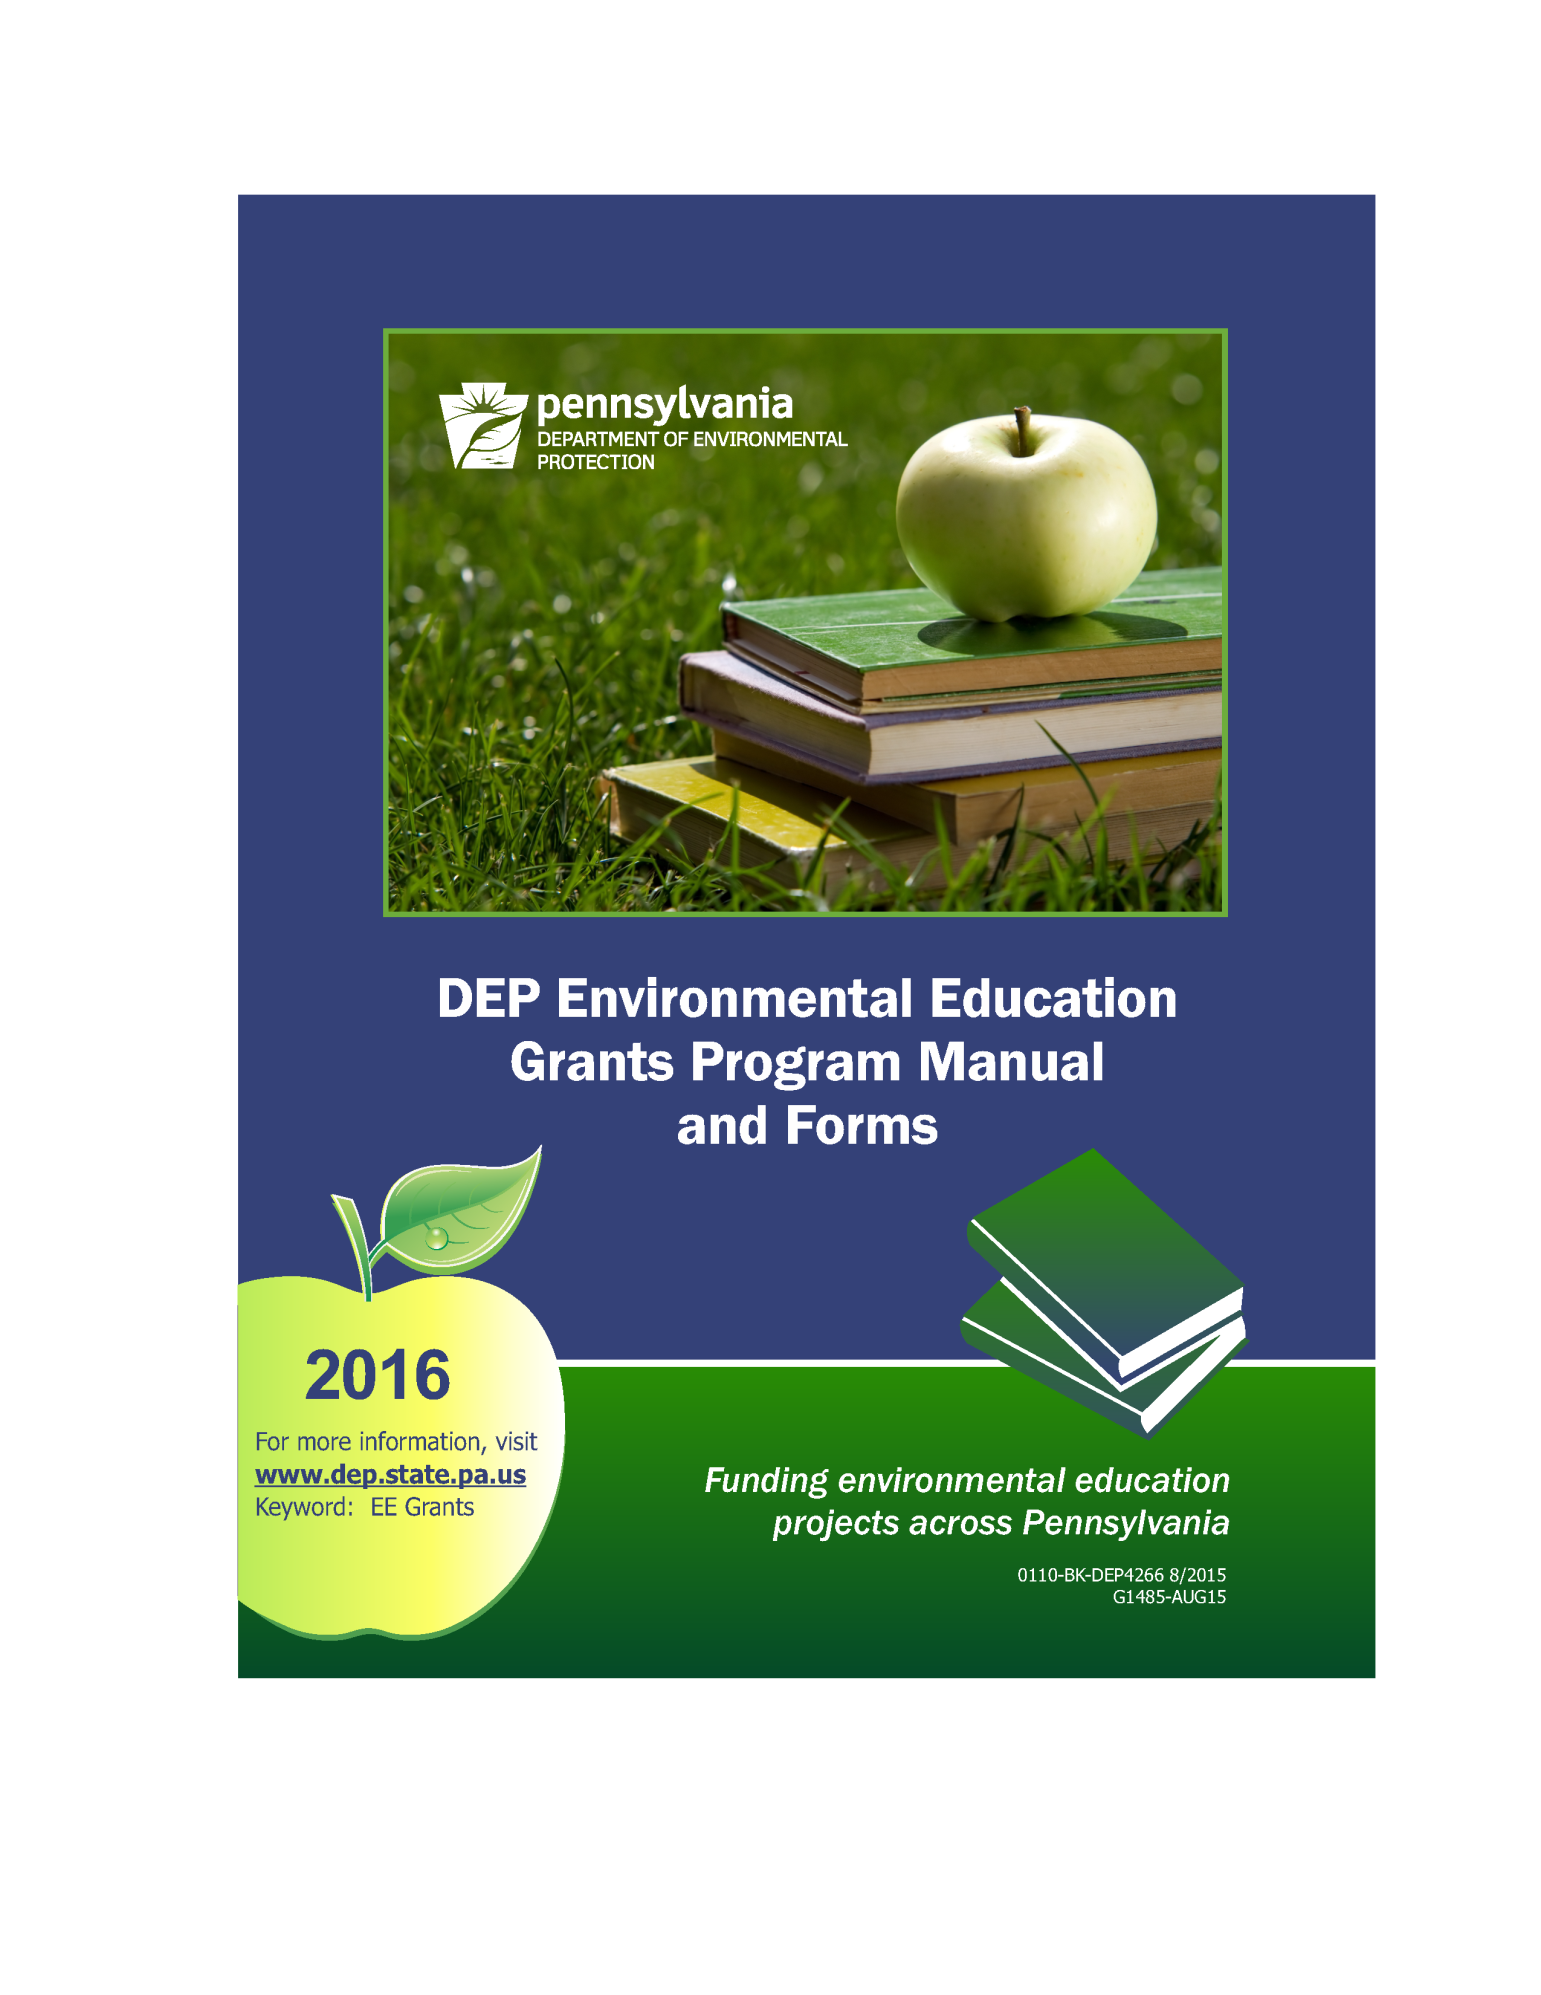 pennsylvania
DEPARTMENT OF ENVIRONMENTAL
PROTECTION
DEP Environmental Education
Grants Program Manual
and Forms
2016
For more information, visit
www.dep.state.pa.us
Keyword: EE Grants
Funding environmental education
projects across Pennsylvania
0110-BK-DEP4266 8/2015
G1485-AUG15